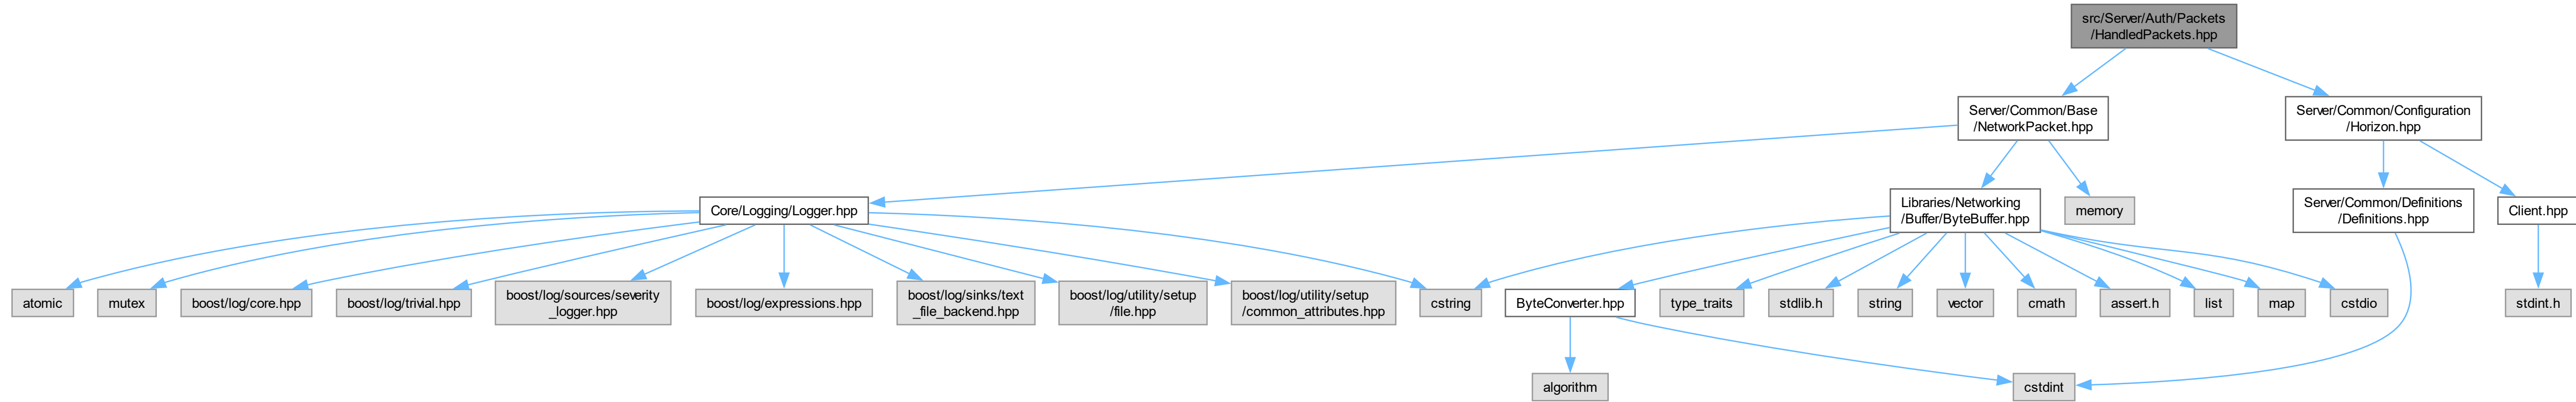 src/Server/Auth/Packets
/HandledPackets.hpp
Server/Common/Base
/NetworkPacket.hpp
Server/Common/Configuration
/Horizon.hpp
Core/Logging/Logger.hpp
Libraries/Networking
/Buffer/ByteBuffer.hpp
memory
Server/Common/Definitions
/Definitions.hpp
Client.hpp
atomic
mutex
boost/log/core.hpp
boost/log/trivial.hpp
boost/log/sources/severity
_logger.hpp
boost/log/expressions.hpp
boost/log/sinks/text
_file_backend.hpp
boost/log/utility/setup
/file.hpp
boost/log/utility/setup
/common_attributes.hpp
cstring
ByteConverter.hpp
type_traits
stdlib.h
string
vector
cmath
assert.h
list
map
cstdio
stdint.h
algorithm
cstdint